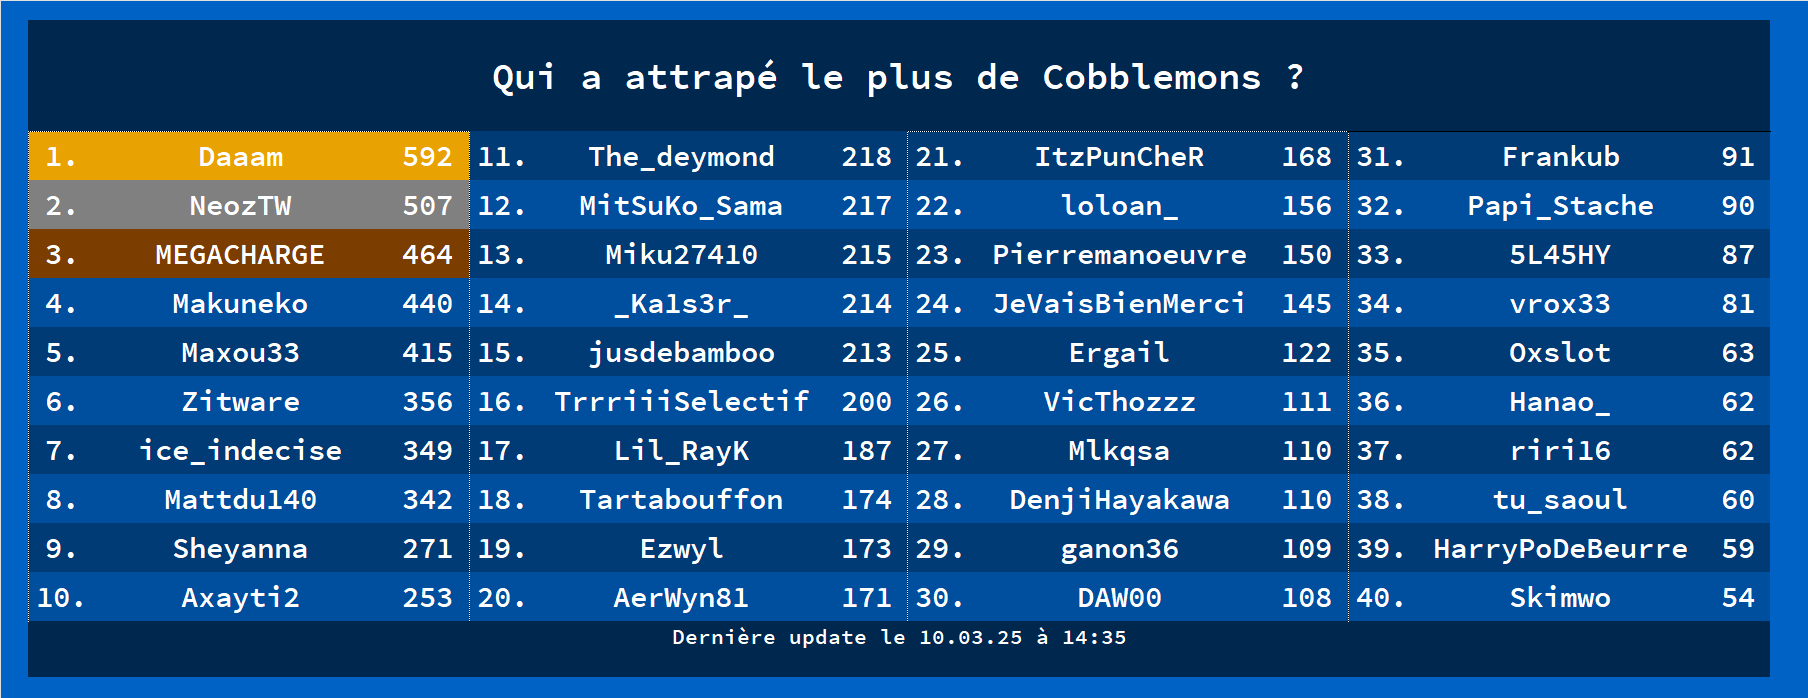 Qui a attrapé le plus de Cobblemons ?
1. Daaam 592 11. The_deymond 218 21. ItzPunCheR 168 31. Frankub 91
2. NeozTW 507 12. MitSuKo_Sama 217 22. loloan_ 156 32. Papi_Stache 90
3. MEGACHARGE 464 13. Miku27410 215 23. Pierremanoeuvre 150 33. 5L45HY 87
4. Makuneko 440 14. _Ka1s3r_ 214 24. JeVaisBienMerci 145 34. vrox33 81
5. Maxou33 415 15. jusdebamboo 213 25. Ergail 122 35. Oxslot 63
6. Zitware 356 16. TrrriiiSelectif 200 26. VicThozzz 111 36. Hanao_ 62
7. ice_indecise 349 17. Lil_RayK 187 27. Mlkqsa 110 37. riri16 62
8. Mattdu140 342 18. Tartabouffon 174 28. DenjiHayakawa 110 38. tu_saoul 60
9. Sheyanna 271 19. Ezwyl 173 29. ganon36 109 39. HarryPoDeBeurre 59
10. Axayti2 253 20. AerWyn81 171 30. DAW00 108 40. Skimwo 54
Dernière update le 10.03.25 à 14:35